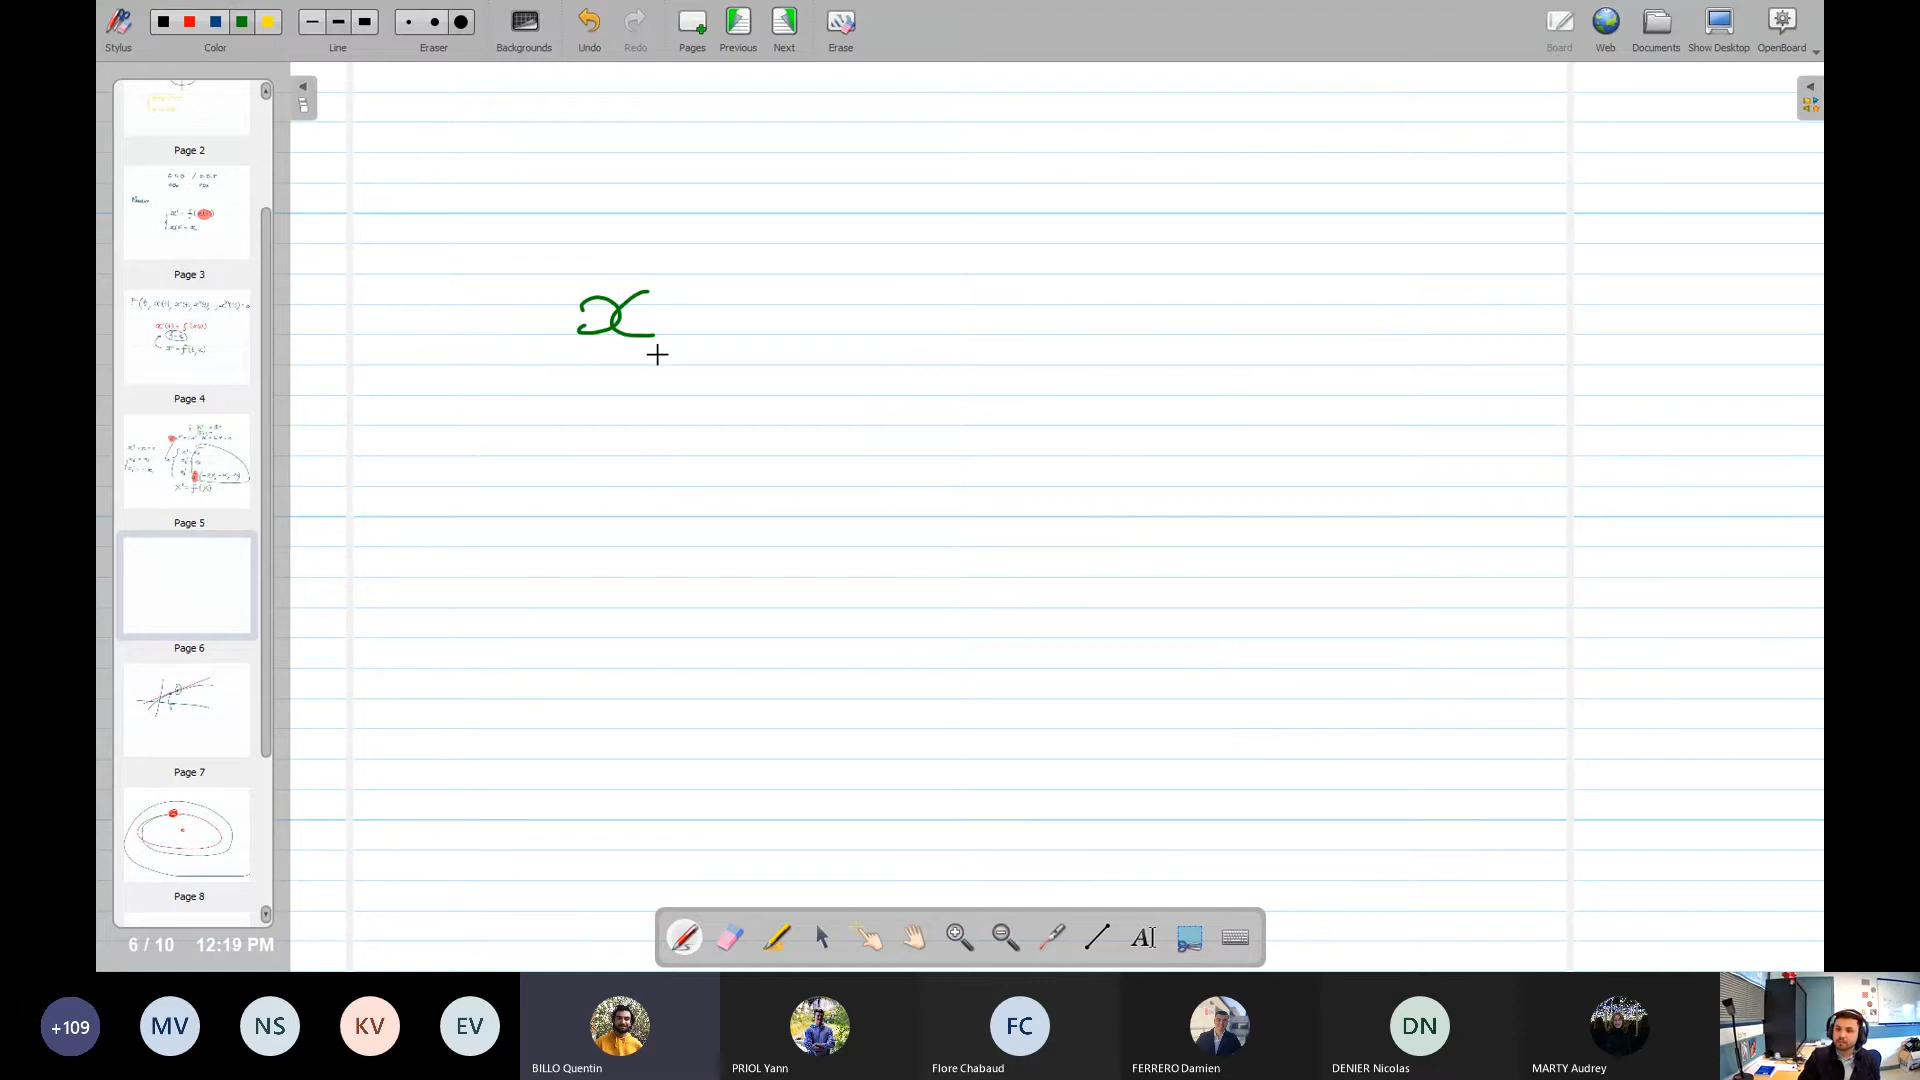 Stylus
Color
Line
Eraser
Backgrounds
Undo
Redo
Pages
Previous
Next
Erase
Board
Web
Documents
Show Desktop
OpenBoard
Page 2
Page 3
Page 4
Page 5
Page 6
Page 7
Page 8
6 / 10 12:19 PM
x
A
+109
MV
NS
KV
EV
FC
DN
BILLO Quentin
PRIOL Yann
Flore Chabaud
FERRERO Damien
DENIER Nicolas
MARTY Audrey